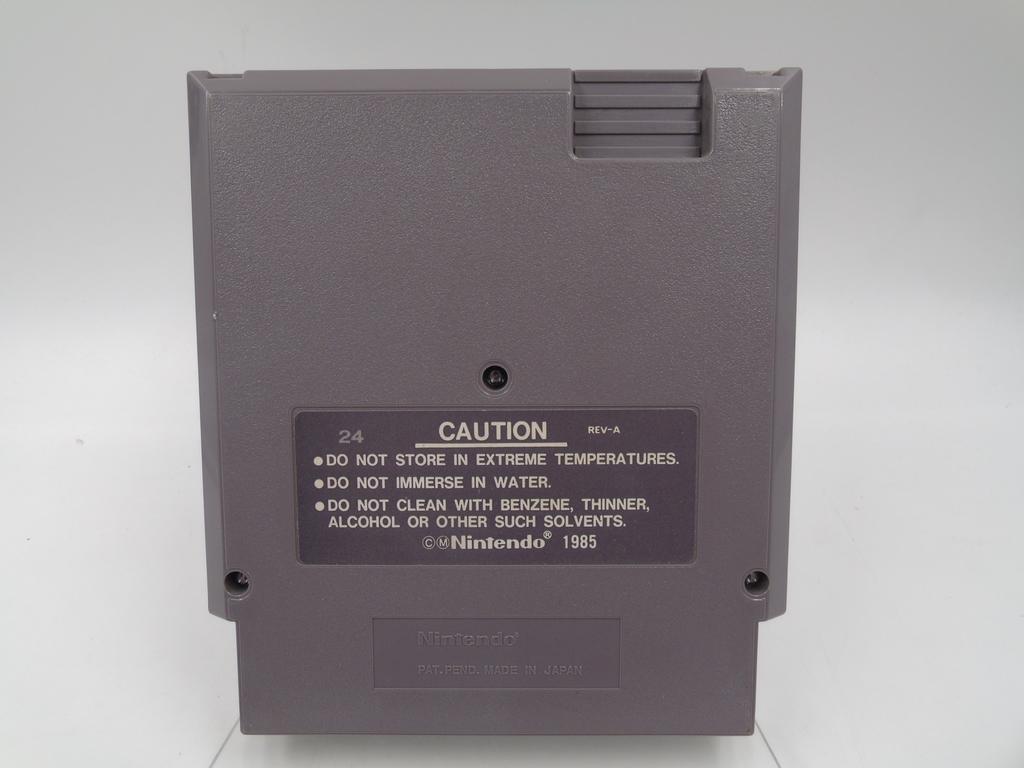 24 CAUTION REV-A
●DO NOT STORE IN EXTREME TEMPERATURES.
●DO NOT IMMERSE IN WATER.
●DO NOT CLEAN WITH BENZENE, THINNER,
ALCOHOL OR OTHER SUCH SOLVENTS.
©Ⓜ Nintendo® 1985
Nintendo®
PAT. PEND. MADE IN JAPAN